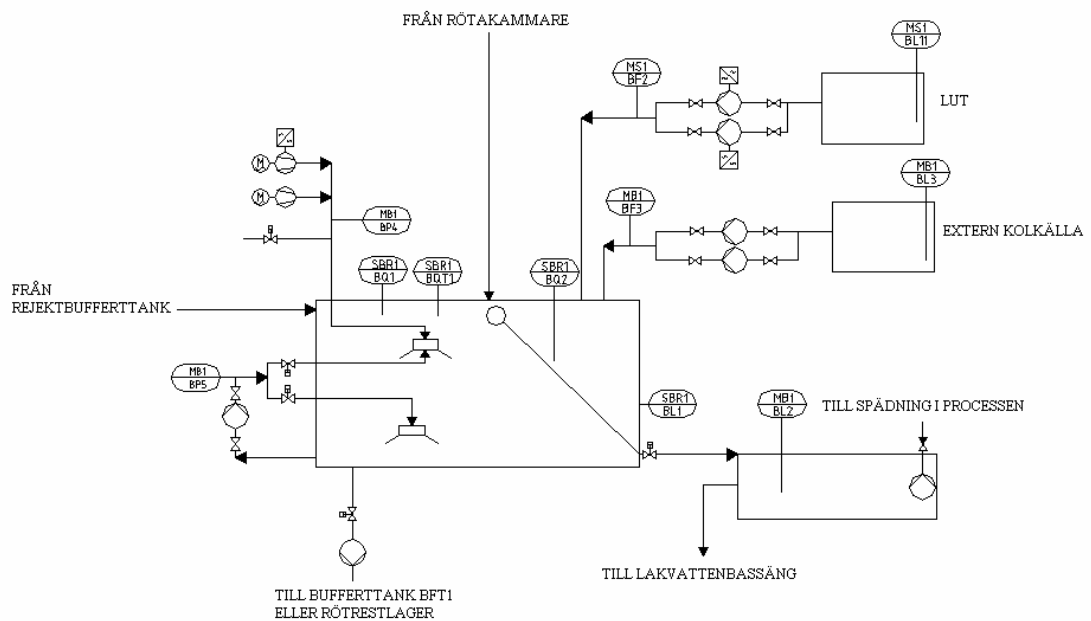 FRÅN RÖTAKAMMARE
MS1
BL11
MS1
BF2
LUT
M
MB1
BL3
M
MB1
BF3
MB1
BP4
EXTERN KOLKÄLLA
SBR1
BQ1
SBR1
BQT1
SBR1
BQ2
FRÅN
REJEKTBUFFERTTANK
MB1
BP5
SBR1
BL1
MB1
BL2
TILL SPÄDNING I PROCESSEN
TILL LAKVATTENBASSÄNG
TILL BUFFERTTANK BFT1
ELLER RÖTRESTLAGER